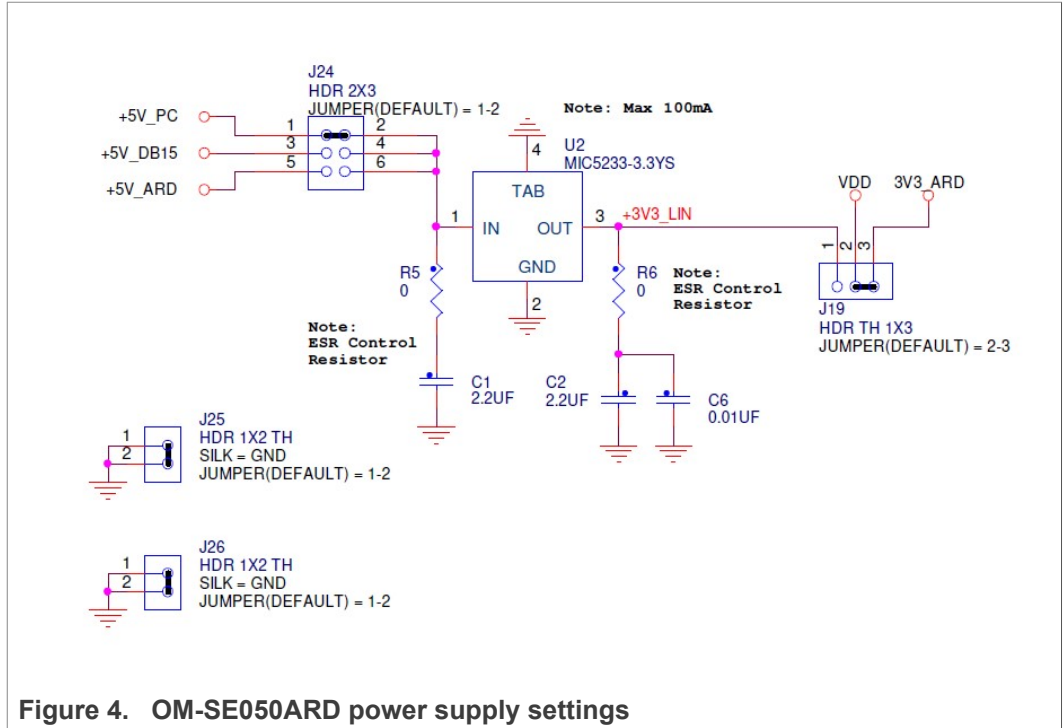 J24
HDR 2X3
JUMPER(DEFAULT) = 1-2
Note: Max 100mA
+5V_PC
1
2
+5V_DB15
3
4
+5V_ARD
5
6
4
U2
MIC5233-3.3YS
TAB
1
IN
OUT
3
+3V3_LIN
GND
2
VDD
3V3_ARD
1
2
3
J19
HDR TH 1X3
JUMPER(DEFAULT) = 2-3
R5
0
Note:
ESR Control
Resistor
R6
0
Note:
ESR Control
Resistor
C1
2.2UF
C2
2.2UF
C6
0.01UF
J25
1
HDR 1X2 TH
2
SILK = GND
JUMPER(DEFAULT) = 1-2
J26
1
HDR 1X2 TH
2
SILK = GND
JUMPER(DEFAULT) = 1-2
Figure 4. OM-SE050ARD power supply settings